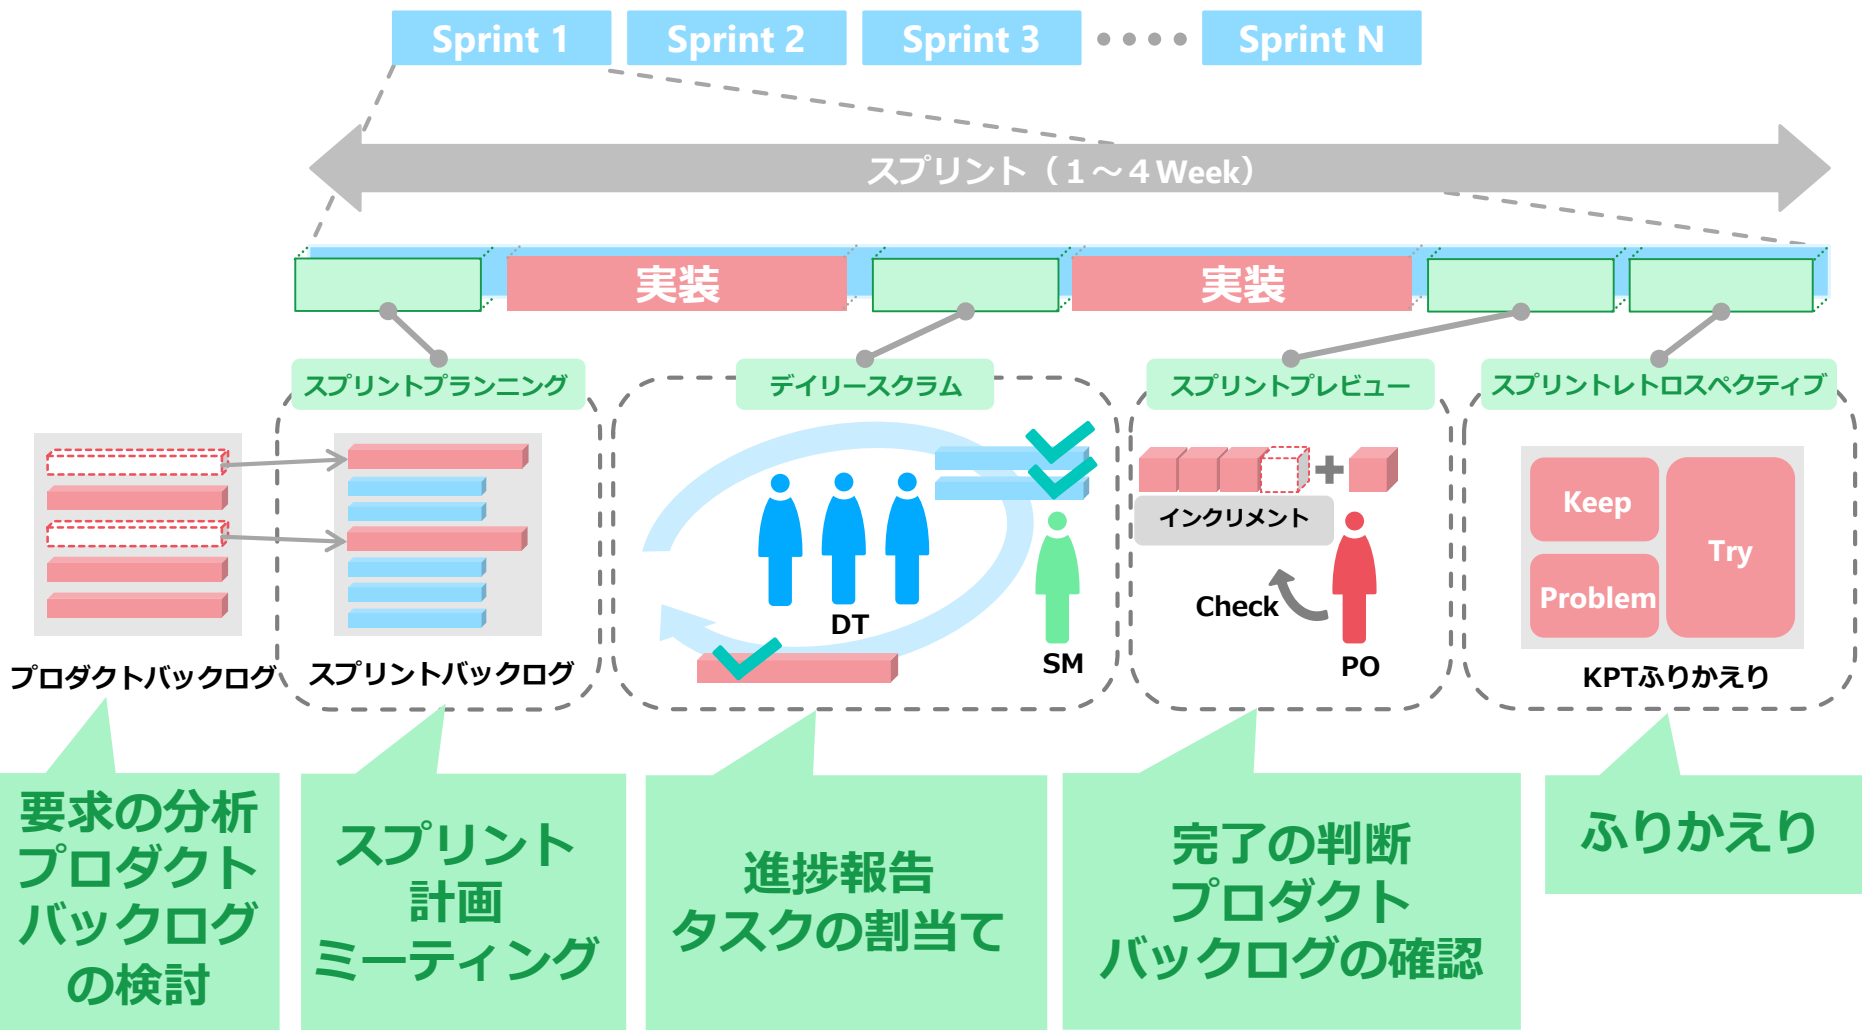 Sprint 1
Sprint 2
Sprint 3
Sprint N
スプリント（１～４Week）
実装
実装
スプリントプランニング
デイリースクラム
スプリントプレビュー
スプリントレトロスペクティブ
インクリメント
Keep
Problem
Try
Check
DT
SM
PO
プロダクトバックログ
スプリントバックログ
KPTふりかえり
要求の分析
プロダクト
バックログ
の検討
スプリント
計画
ミーティング
進捗報告
タスクの割当て
完了の判断
プロダクト
バックログの確認
ふりかえり